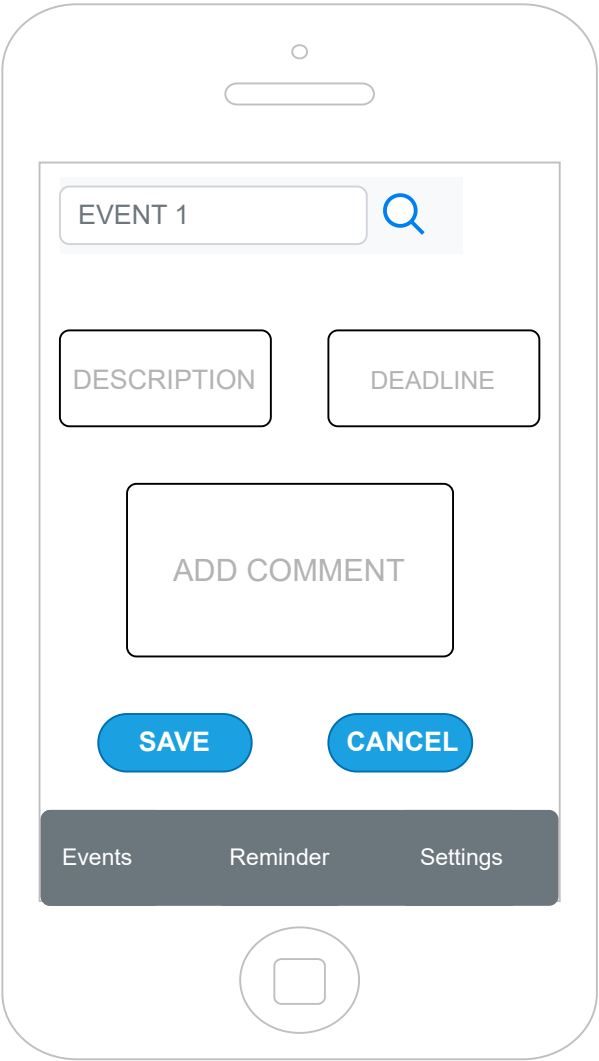 EVENT 1
DESCRIPTION
DEADLINE
ADD COMMENT
SAVE
CANCEL
Events
Reminder
Settings